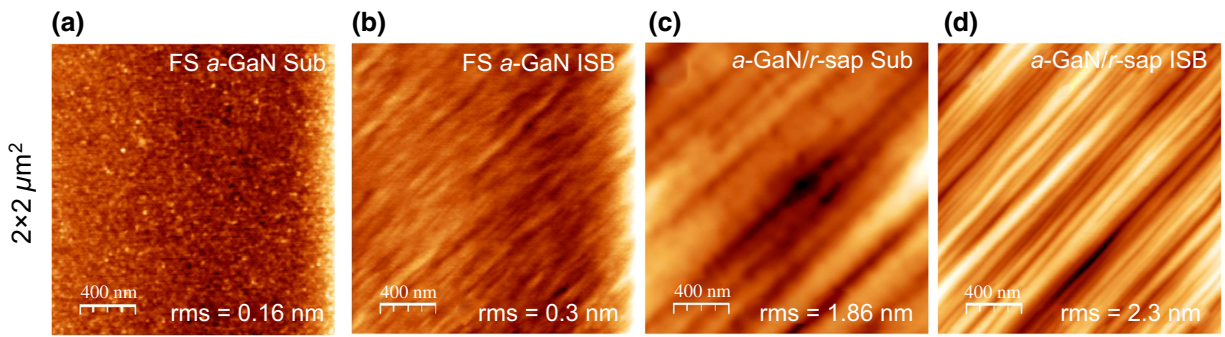 (a) (b) (c) (d)
FS a-GaN Sub
FS a-GaN ISB
a-GaN/r-sap Sub
a-GaN/r-sap ISB
2×2 μm²
400 nm
rms = 0.16 nm
400 nm
rms = 0.3 nm
400 nm
rms = 1.86 nm
400 nm
rms = 2.3 nm